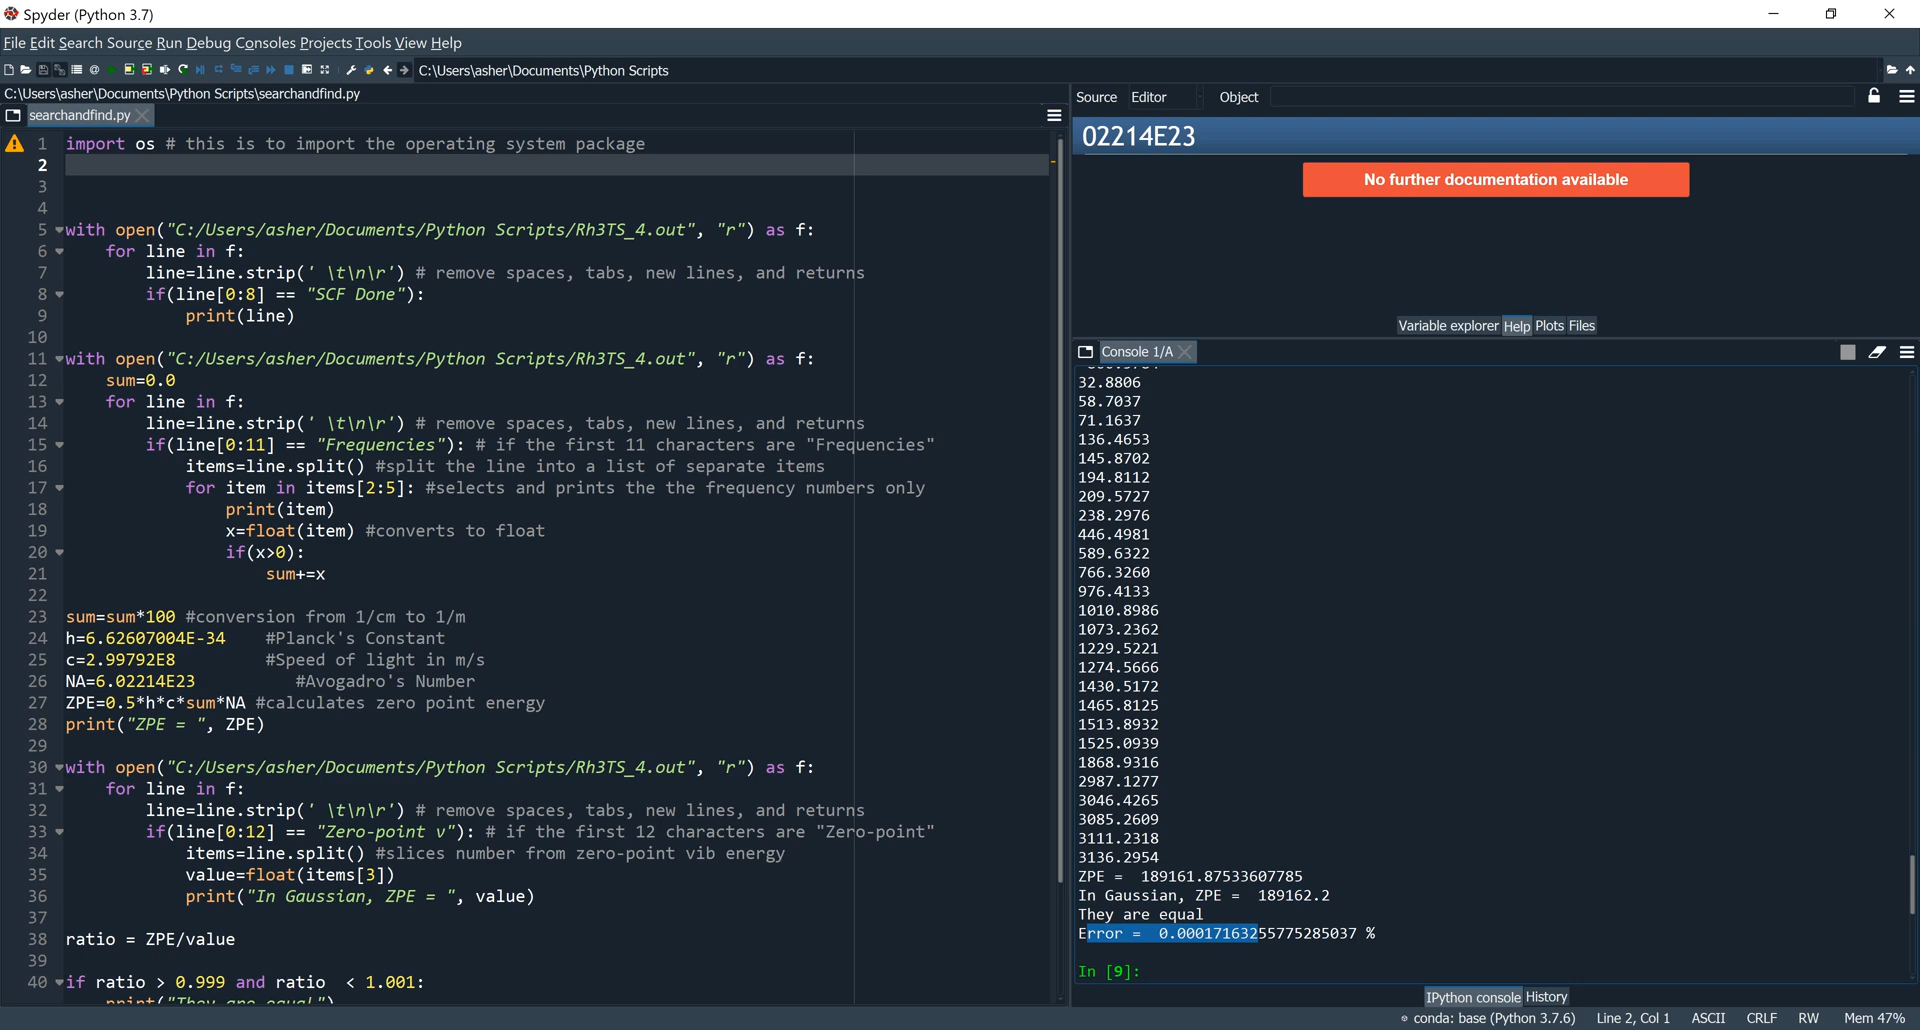 Spyder (Python 3.7)
File Edit Search Source Run Debug Consoles Projects Tools View Help
C:\Users\asher\Documents\Python Scripts
C:\Users\asher\Documents\Python Scripts\searchandfind.py
searchandfind.py
1 import os # this is to import the operating system package
2
3
4
5 with open("C:/Users/asher/Documents/Python Scripts/Rh3TS_4.out", "r") as f:
6 for line in f:
7 line=line.strip(' \t\n\r') # remove spaces, tabs, new lines, and returns
8 if(line[0:8] == "SCF Done"):
9 print(line)
10
11 with open("C:/Users/asher/Documents/Python Scripts/Rh3TS_4.out", "r") as f:
12 sum=0.0
13 for line in f:
14 line=line.strip(' \t\n\r') # remove spaces, tabs, new lines, and returns
15 if(line[0:11] == "Frequencies"): # if the first 11 characters are "Frequencies"
16 items=line.split() #split the line into a list of separate items
17 for item in items[2:5]: #selects and prints the the frequency numbers only
18 print(item)
19 x=float(item) #converts to float
20 if(x>0):
21 sum+=x
22
23 sum=sum*100 #conversion from 1/cm to 1/m
24 h=6.62607004E-34 #Planck's Constant
25 c=2.99792E8 #Speed of light in m/s
26 NA=6.02214E23 #Avogadro's Number
27 ZPE=0.5*h*c*sum*NA #calculates zero point energy
28 print("ZPE = ", ZPE)
29
30 with open("C:/Users/asher/Documents/Python Scripts/Rh3TS_4.out", "r") as f:
31 for line in f:
32 line=line.strip(' \t\n\r') # remove spaces, tabs, new lines, and returns
33 if(line[0:12] == "Zero-point v"): # if the first 12 characters are "Zero-point"
34 items=line.split() #slices number from zero-point vib energy
35 value=float(items[3])
36 print("In Gaussian, ZPE = ", value)
37
38 ratio = ZPE/value
39
40 if ratio > 0.999 and ratio < 1.001:
print("They are equal")
Source Editor Object
02214E23
No further documentation available
Variable explorer Help Plots Files
Console 1/A
32.8806
58.7037
71.1637
136.4653
145.8702
194.8112
209.5727
238.2976
446.4981
589.6322
766.3260
976.4133
1010.8986
1073.2362
1229.5221
1274.5666
1430.5172
1465.8125
1513.8932
1525.0939
1868.9316
2987.1277
3046.4265
3085.2609
3111.2318
3136.2954
ZPE = 189161.87533607785
In Gaussian, ZPE = 189162.2
They are equal
Error = 0.00017163255775285037 %
In [9]:
IPython console History
conda: base (Python 3.7.6) Line 2, Col 1 ASCII CRLF RW Mem 47%